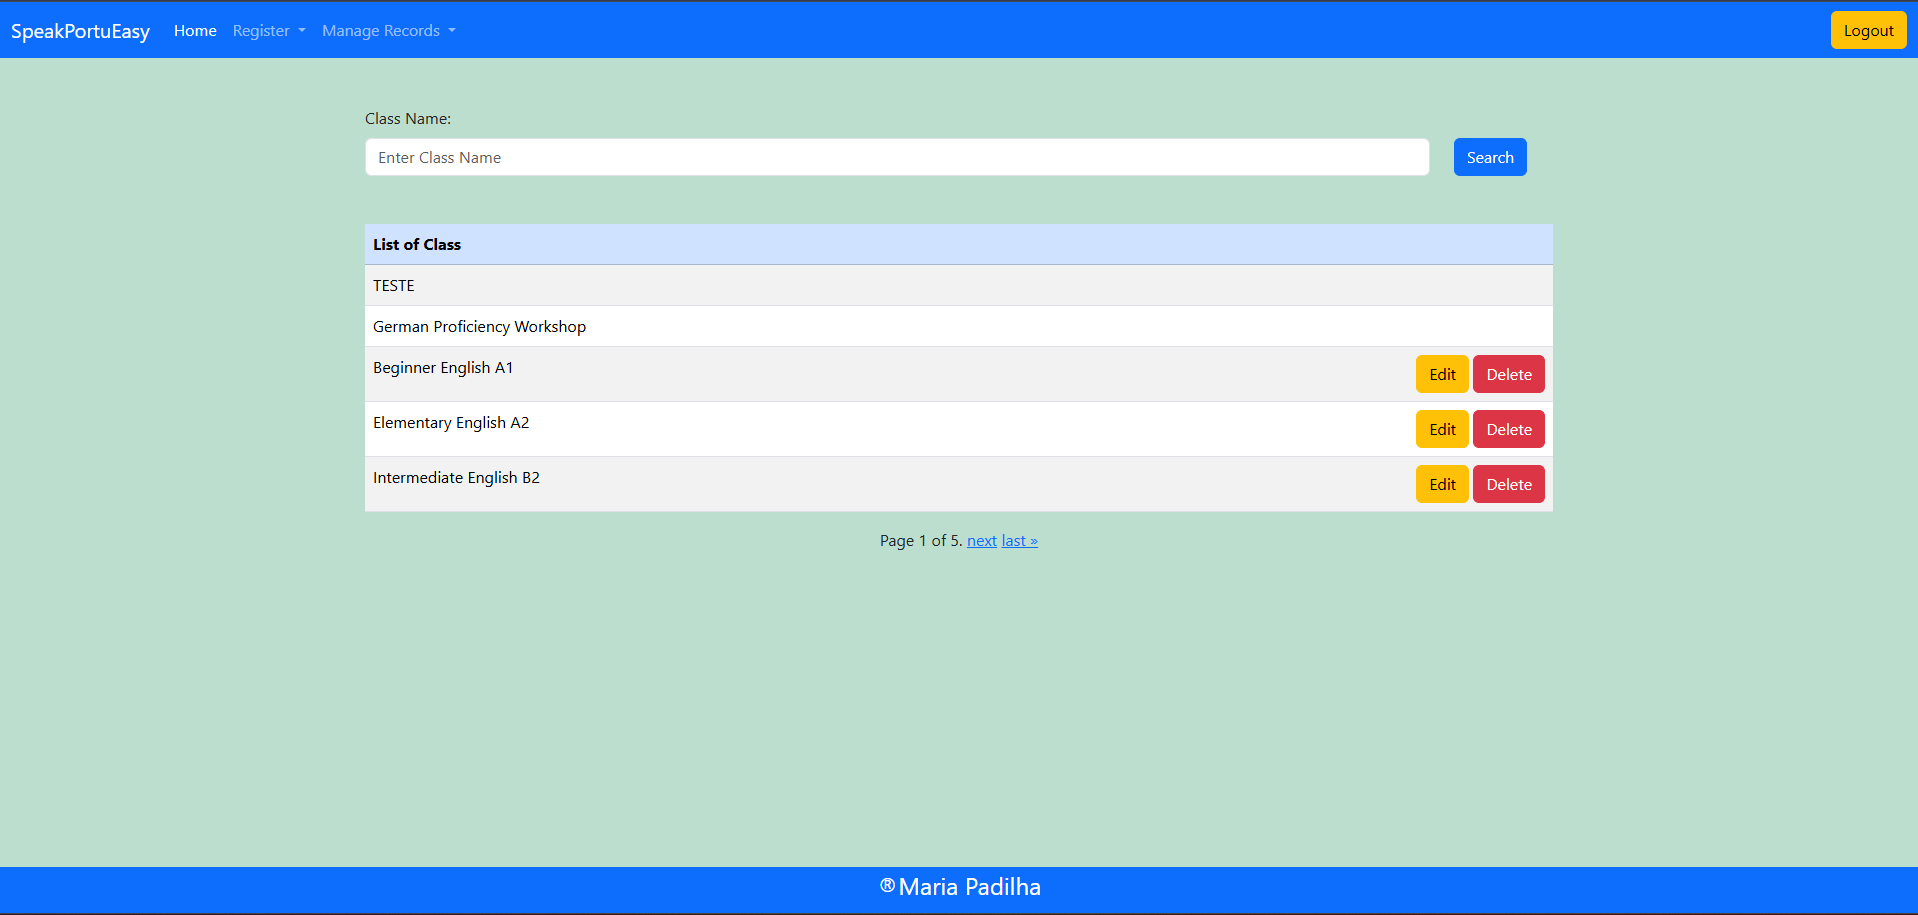 SpeakPortuEasy Home Register Manage Records Logout
Class Name:
Enter Class Name Search
List of Class
TESTE
German Proficiency Workshop
Beginner English A1 Edit Delete
Elementary English A2 Edit Delete
Intermediate English B2 Edit Delete
Page 1 of 5. next last »
®Maria Padilha